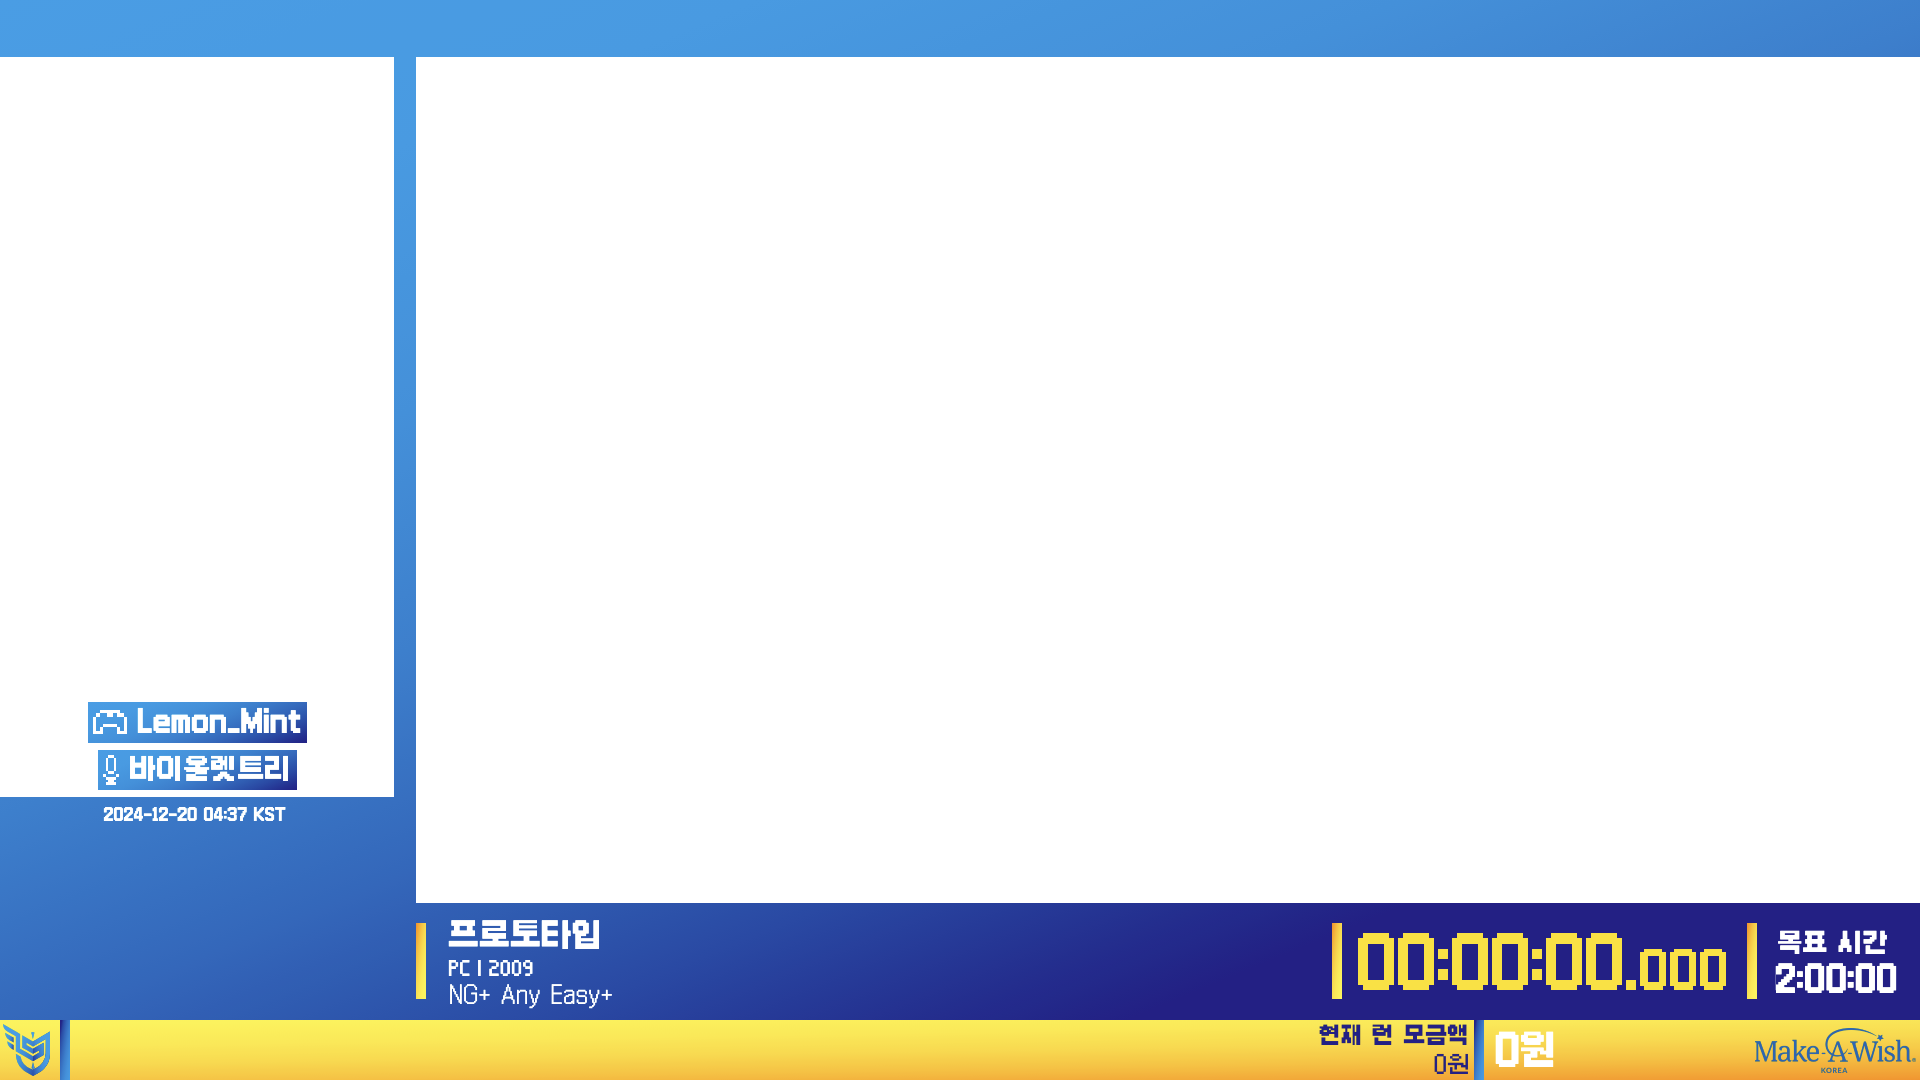 Lemon_Mint
바이올렛트리
2024-12-20 04:37 KST
프로토타입
PC | 2009
NG+ Any Easy+
00:00:00.000
목표 시간
2:00:00
현재 런 모금액
0원
0원
Make-A-Wish®
KOREA